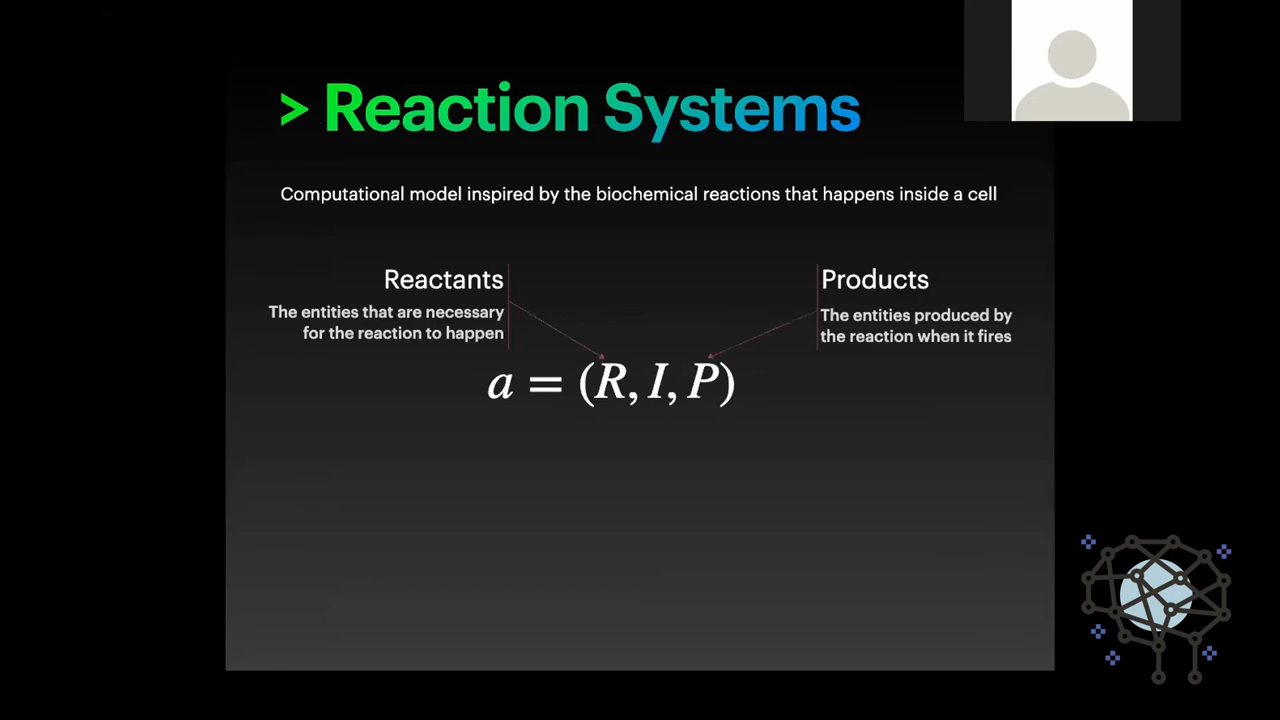 > Reaction Systems
Computational model inspired by the biochemical reactions that happens inside a cell
Reactants
The entities that are necessary
for the reaction to happen
Products
The entities produced by
the reaction when it fires
a = (R, I, P)